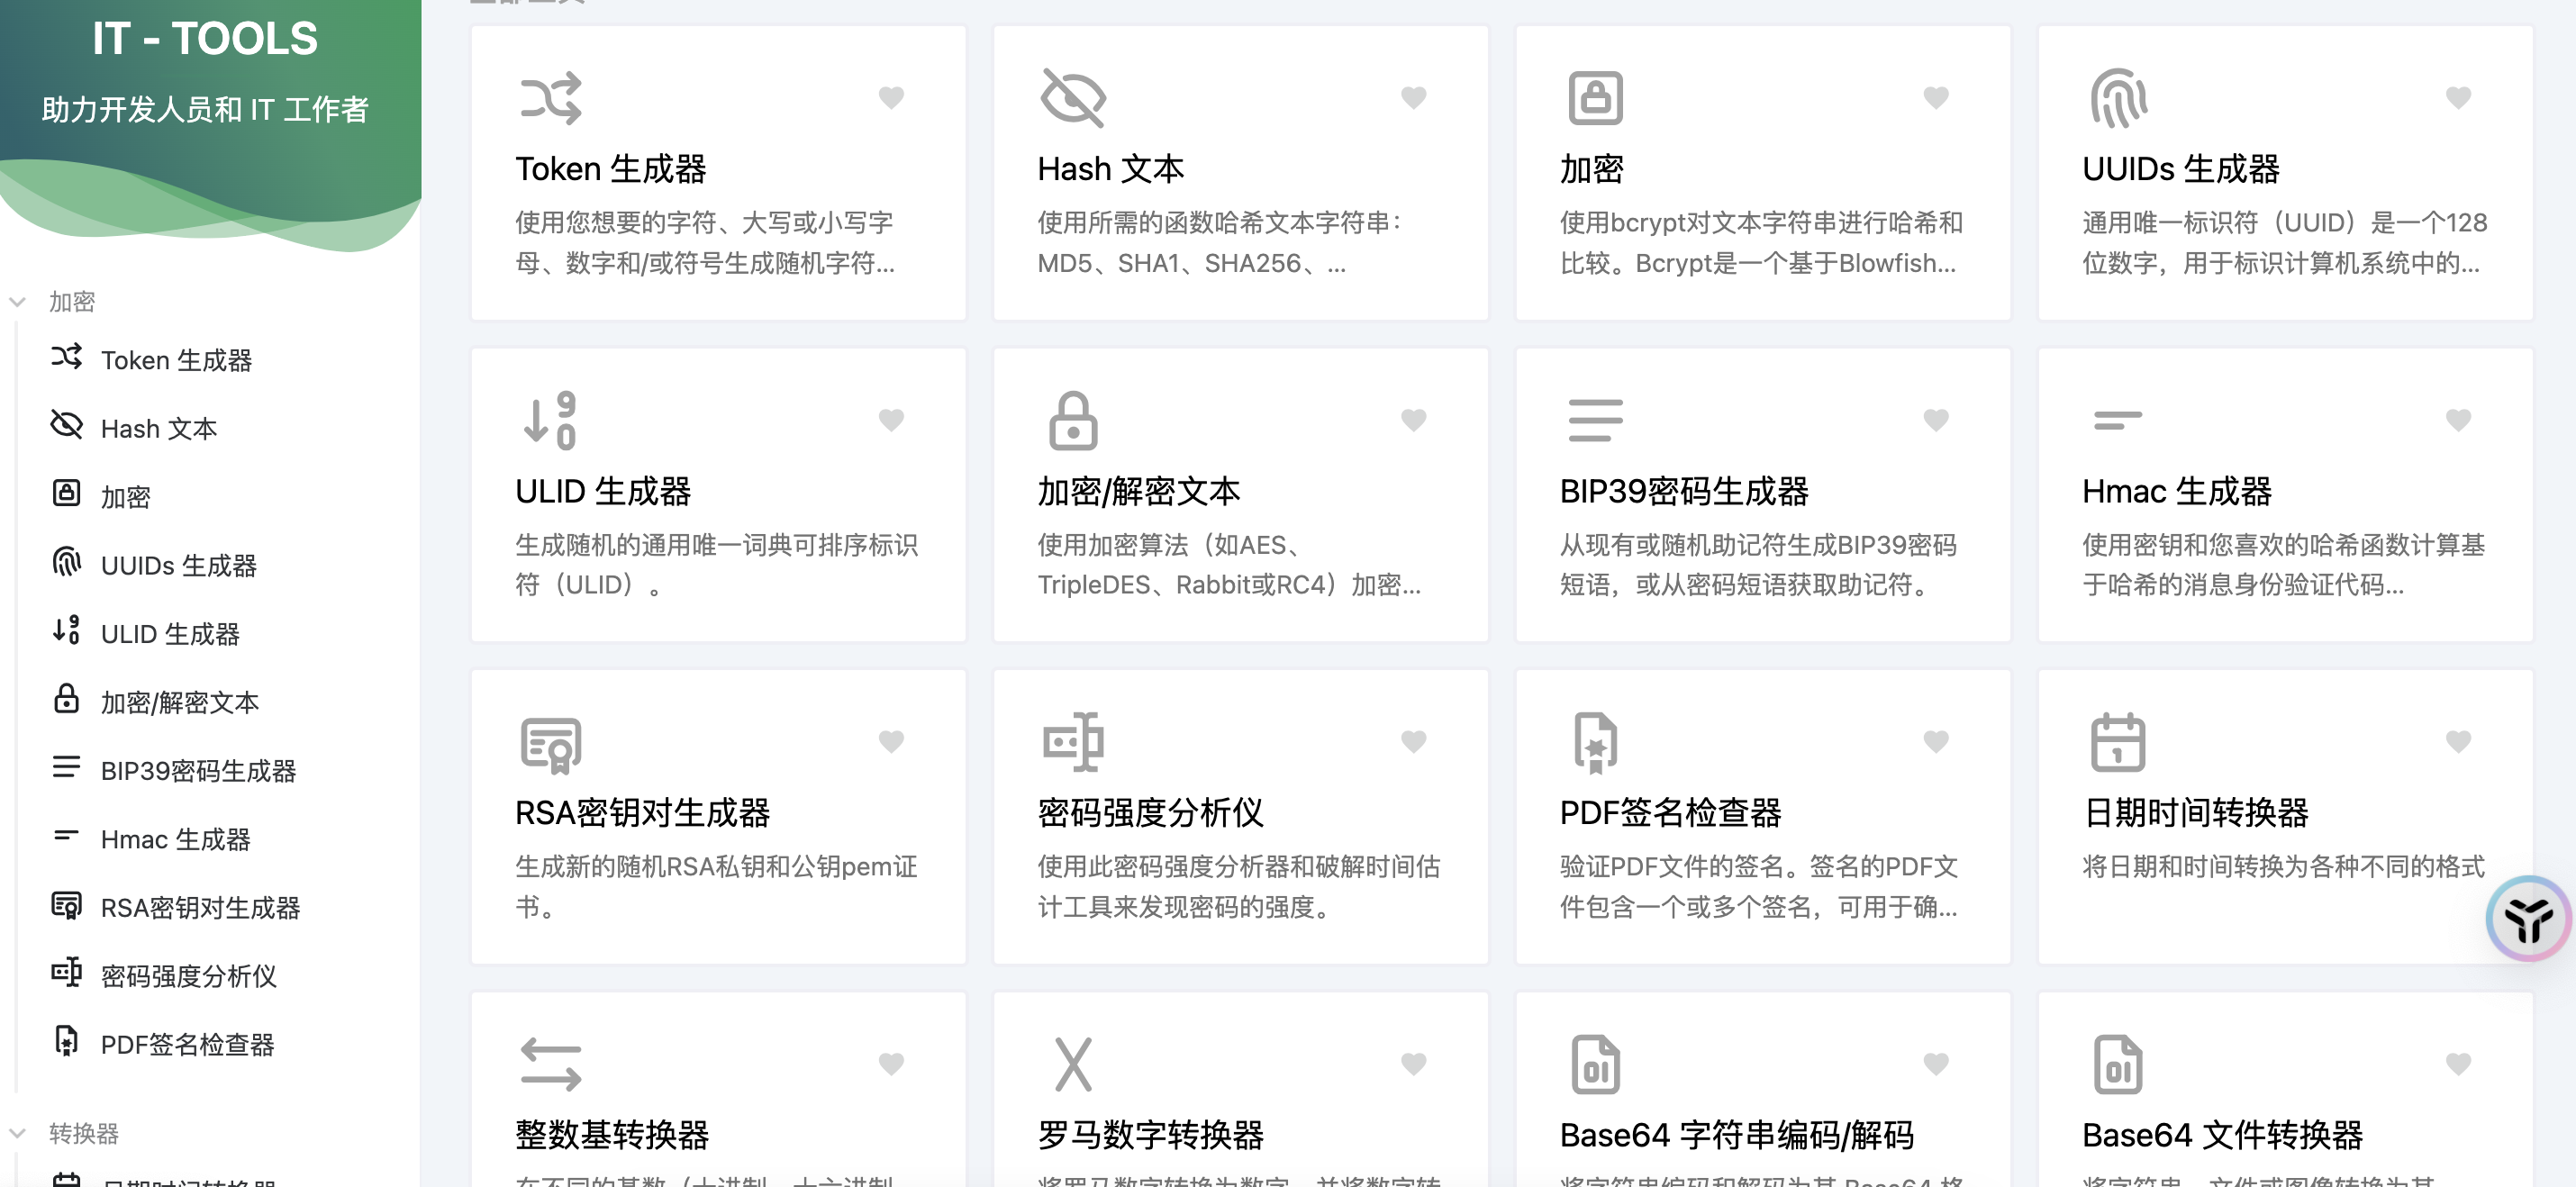 IT - TOOLS
助力开发人员和 IT 工作者
加密
Token 生成器
Hash 文本
加密
UUIDs 生成器
ULID 生成器
加密/解密文本
BIP39密码生成器
Hmac 生成器
RSA密钥对生成器
密码强度分析仪
PDF签名检查器
转换器
Token 生成器
使用您想要的字符、大写或小写字
母、数字和/或符号生成随机字符...
Hash 文本
使用所需的函数哈希文本字符串：
MD5、SHA1、SHA256、...
加密
使用bcrypt对文本字符串进行哈希和
比较。Bcrypt是一个基于Blowfish...
UUIDs 生成器
通用唯一标识符（UUID）是一个128
位数字，用于标识计算机系统中的...
ULID 生成器
生成随机的通用唯一词典可排序标识
符（ULID）。
加密/解密文本
使用加密算法（如AES、
TripleDES、Rabbit或RC4）加密...
BIP39密码生成器
从现有或随机助记符生成BIP39密码
短语，或从密码短语获取助记符。
Hmac 生成器
使用密钥和您喜欢的哈希函数计算基
于哈希的消息身份验证代码...
RSA密钥对生成器
生成新的随机RSA私钥和公钥pem证
书。
密码强度分析仪
使用此密码强度分析器和破解时间估
计工具来发现密码的强度。
PDF签名检查器
验证PDF文件的签名。签名的PDF文
件包含一个或多个签名，可用于确...
日期时间转换器
将日期和时间转换为各种不同的格式
整数基转换器
罗马数字转换器
Base64 字符串编码/解码
Base64 文件转换器